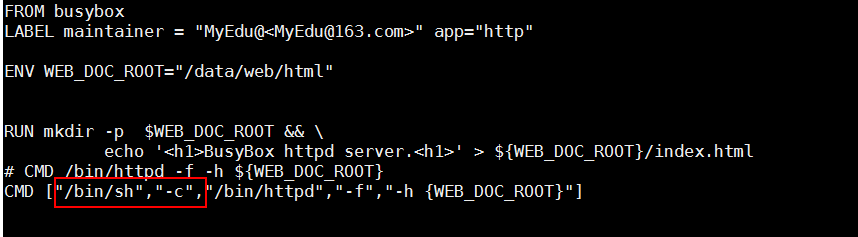 FROM busybox
LABEL maintainer = "MyEdu@<MyEdu@163.com>" app="http"
ENV WEB_DOC_ROOT="/data/web/html"
RUN mkdir -p  $WEB_DOC_ROOT && \
echo '<h1>BusyBox httpd server.<h1>' > ${WEB_DOC_ROOT}/index.html
# CMD /bin/httpd -f -h ${WEB_DOC_ROOT}
CMD ["/bin/sh","-c","/bin/httpd","-f","-h {WEB_DOC_ROOT}"]